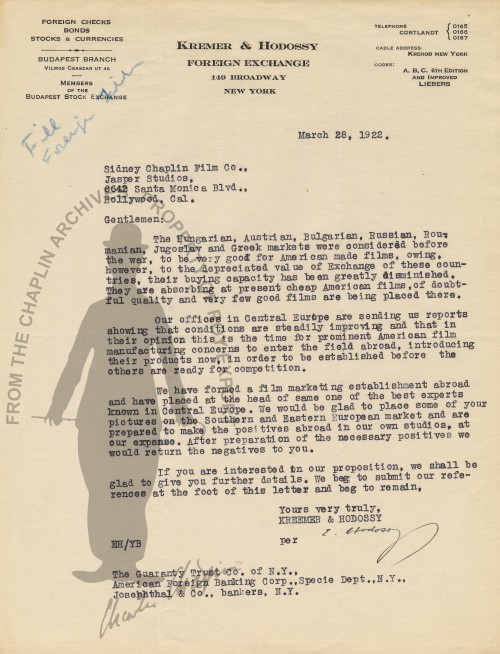 FOREIGN CHECKS
BONDS
STOCKS & CURRENCIES
BUDAPEST BRANCH
VILMOS CSASZAR UT 46
MEMBERS
OF THE
BUDAPEST STOCK EXCHANGE
KREMER & HODOSSY
FOREIGN EXCHANGE
149 BROADWAY
NEW YORK
TELEPHONE
CORTLANDT { 0165
0166
0167
CABLE ADDRESS:
KREHOD NEW YORK
CODES:
A. B. C. 6TH EDITION
AND IMPROVED
LIEBERS
Foreign
March 28, 1922.
Sidney Chaplin Film Co.,
Jasper Studios,
6642 Santa Monica Blvd.,
Hollywood, Cal.
Gentlemen:
The Hungarian, Austrian, Bulgarian, Russian, Rou-
manian, Jugoslav and Greek markets were considered before
the war, to be very good for American made films, owing,
however, to the depreciated value of Exchange of these coun-
tries, their buying capacity has been greatly disminished.
They are absorbing at present cheap American films,of doubt-
ful quality and very few good films are being placed there.
Our offices in Central Europe are sending us reports
showing that conditions are steadily improving and that in
their opinion this is the time for prominent American film
manufacturing concerns to enter the field abroad, introducing
their products now, in order to be established before the
others are ready for competition.
We have formed a film marketing establishment abroad
and have placed at the head of same one of the best experts
known in Central Europe. We would be glad to place some of your
pictures on the Southern and Eastern European market and are
prepared to make the positives abroad in our own studios, at
our expense. After preparation of the necessary positives we
would return the negatives to you.
If you are interested in our proposition, we shall be
glad to give you further details. We beg to submit our refe-
rences at the foot of this letter and beg to remain,
Yours very truly,
KREEMER & HODOSSY
per
E. Hodossy
EH/YB
The Guaranty Trust Co. of N.Y.,
American Foreign Banking Corp.,Specie Dept.,N.Y.,
Josephthal & Co., bankers, N.Y.
FROM THE CHAPLIN ARCHIVES
PROPERTY
Charlie Chaplin